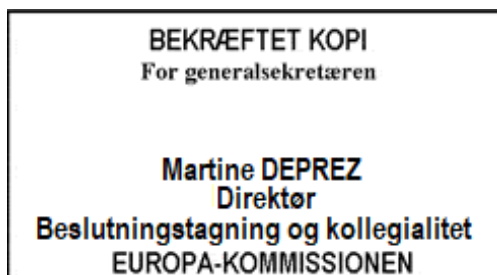 BEKRÆFTET KOPI
For generalsekretæren
Martine DEPREZ
Direktør
Beslutningstagning og kollegialitet
EUROPA-KOMMISSIONEN